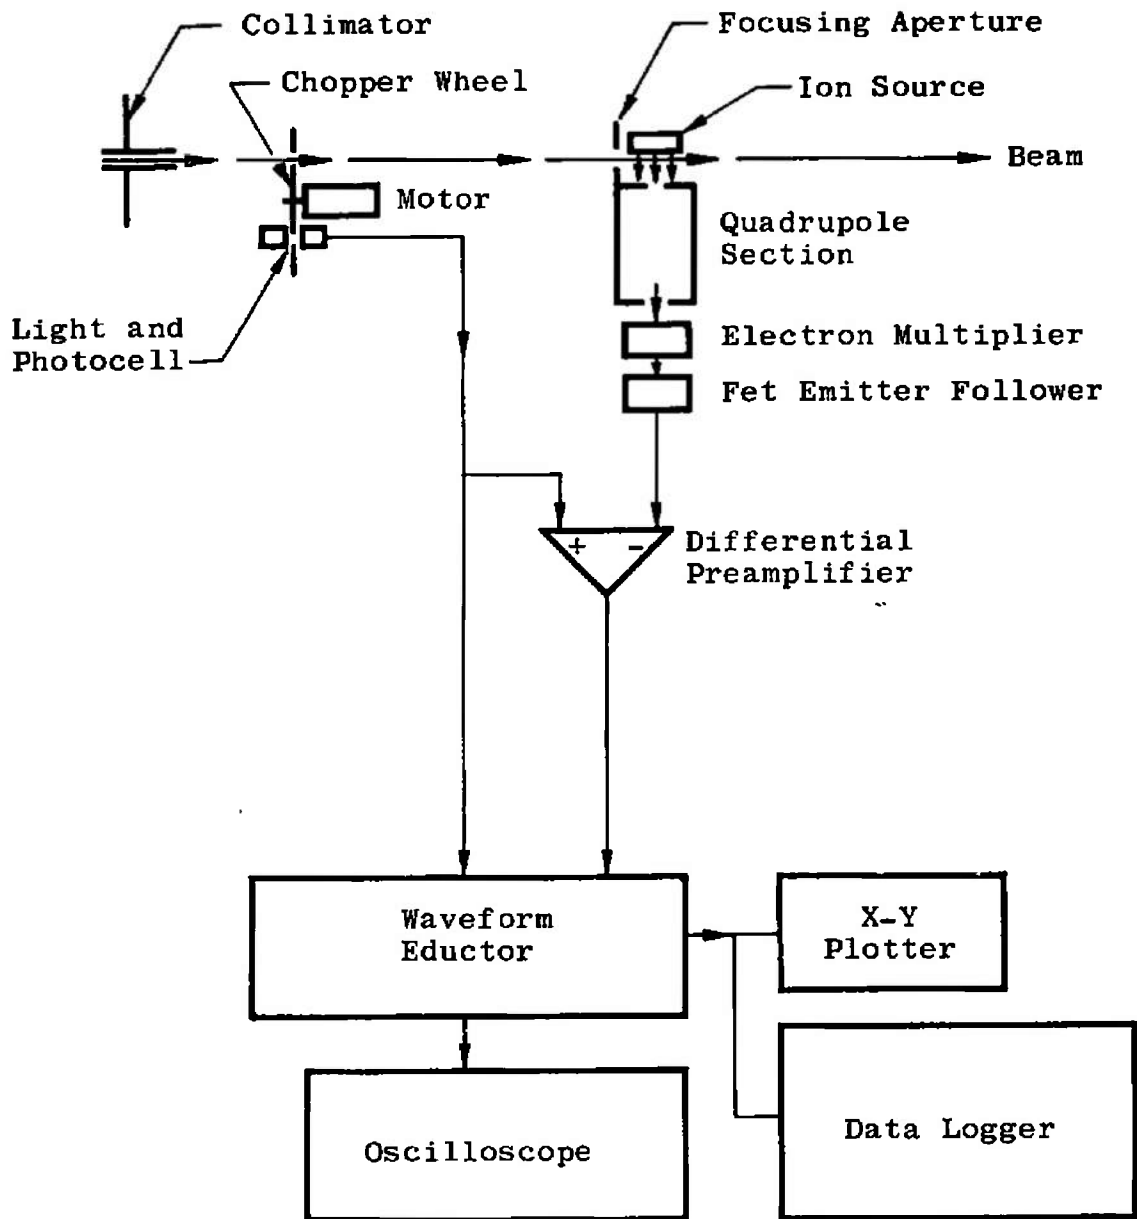 Collimator
Focusing Aperture
Chopper Wheel
Ion Source
Beam
Motor
Quadrupole
Section
Light and
Photocell
Electron Multiplier
Fet Emitter Follower
+ -
Differential
Preamplifier
Waveform
Eductor
X-Y
Plotter
Data Logger
Oscilloscope